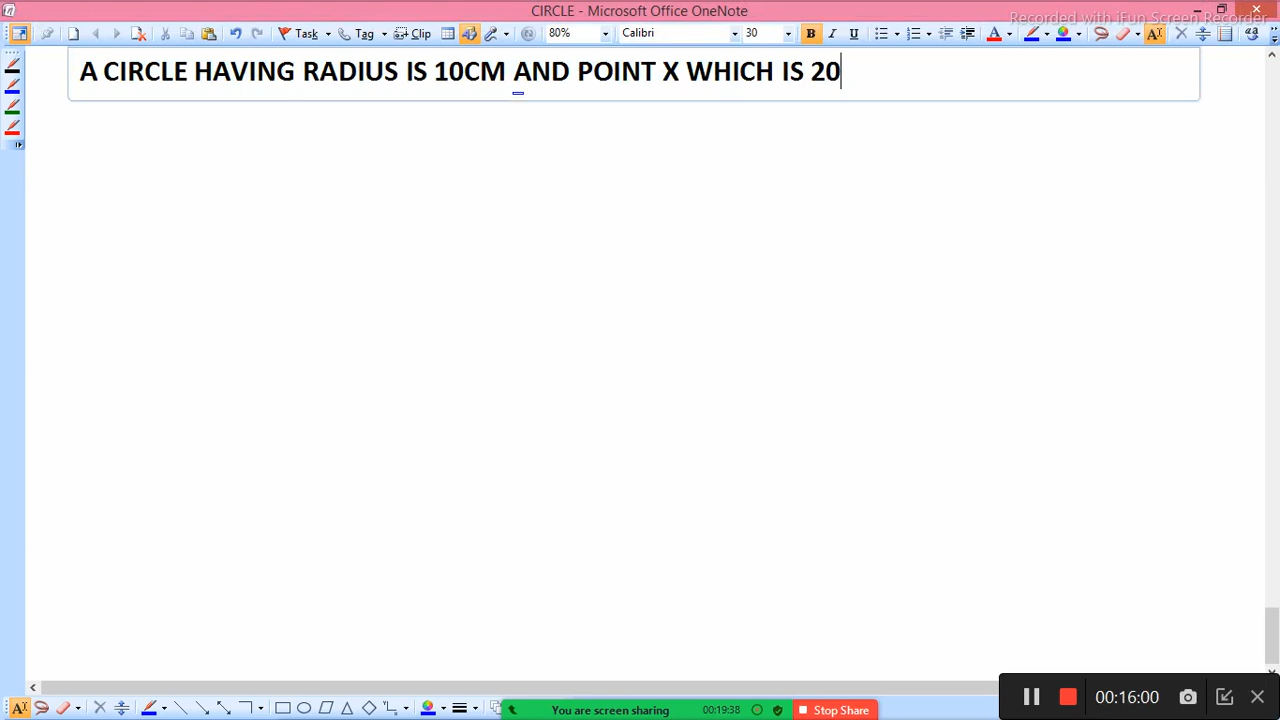 CIRCLE - Microsoft Office OneNote
Recorded with iFun Screen Recorder
Task Tag Clip 80% Calibri 30 B I U
A CIRCLE HAVING RADIUS IS 10CM AND POINT X WHICH IS 20
00:16:00
You are screen sharing 00:19:38 Stop Share